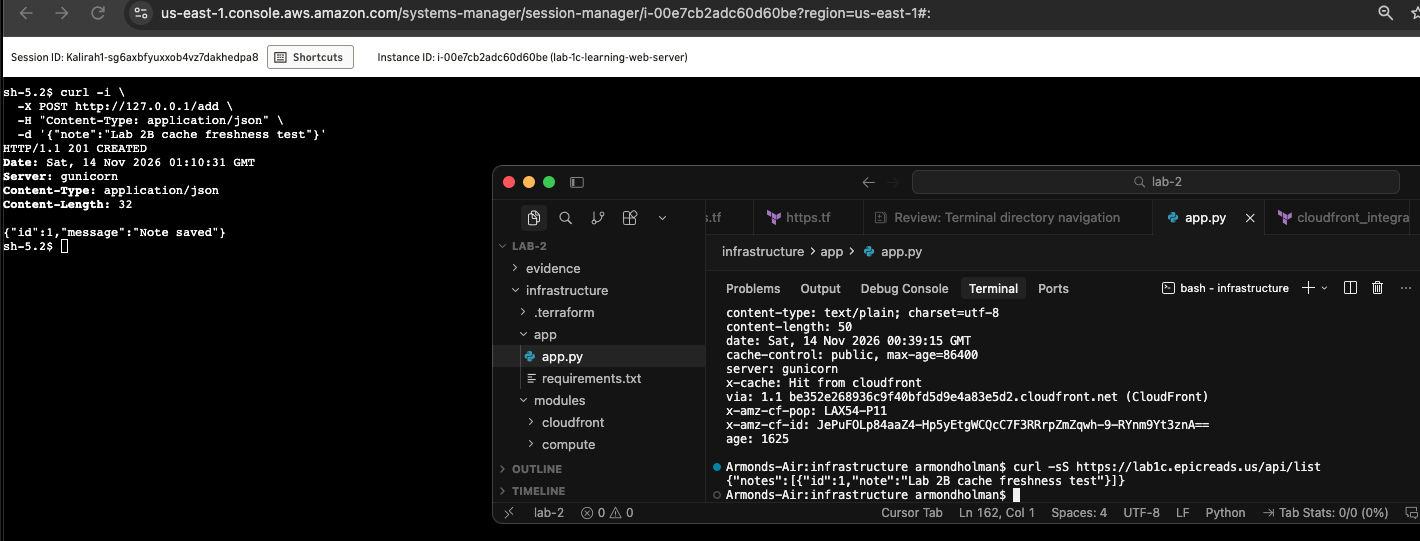 us-east-1.console.aws.amazon.com/systems-manager/session-manager/i-00e7cb2adc60d60be?region=us-east-1#:
Session ID: Kalirah1-sg6axbfyuxxob4vz7dakhedpa8
Shortcuts
Instance ID: i-00e7cb2adc60d60be (lab-1c-learning-web-server)
sh-5.2$ curl -i \
-X POST http://127.0.0.1/add \
-H "Content-Type: application/json" \
-d '{"note":"Lab 2B cache freshness test"}'
HTTP/1.1 201 CREATED
Date: Sat, 14 Nov 2026 01:10:31 GMT
Server: gunicorn
Content-Type: application/json
Content-Length: 32
{"id":1,"message":"Note saved"}
sh-5.2$
lab-2
s.tf
https.tf
Review: Terminal directory navigation
app.py
cloudfront_integra
LAB-2
evidence
infrastructure
.terraform
app
app.py
requirements.txt
modules
cloudfront
compute
OUTLINE
TIMELINE
infrastructure > app > app.py
Problems Output Debug Console Terminal Ports
bash - infrastructure
content-type: text/plain; charset=utf-8
content-length: 50
date: Sat, 14 Nov 2026 00:39:15 GMT
cache-control: public, max-age=86400
server: gunicorn
x-cache: Hit from cloudfront
via: 1.1 be352e268936c9f40bfd5d9e4a83e5d2.cloudfront.net (CloudFront)
x-amz-cf-pop: LAX54-P11
x-amz-cf-id: JePuFOLp84aaZ4-Hp5yEtgWCQcC7F3RRrpZmZqwh-9-RYnm9Yt3znA==
age: 1625
Armonds-Air:infrastructure armondholman$ curl -sS https://lab1c.epicreads.us/api/list
{"notes":[{"id":1,"note":"Lab 2B cache freshness test"}]}
Armonds-Air:infrastructure armondholman$
lab-2
0 0
Cursor Tab
Ln 162, Col 1
Spaces: 4
UTF-8
LF
Python
Tab Stats: 0/0 (0%)